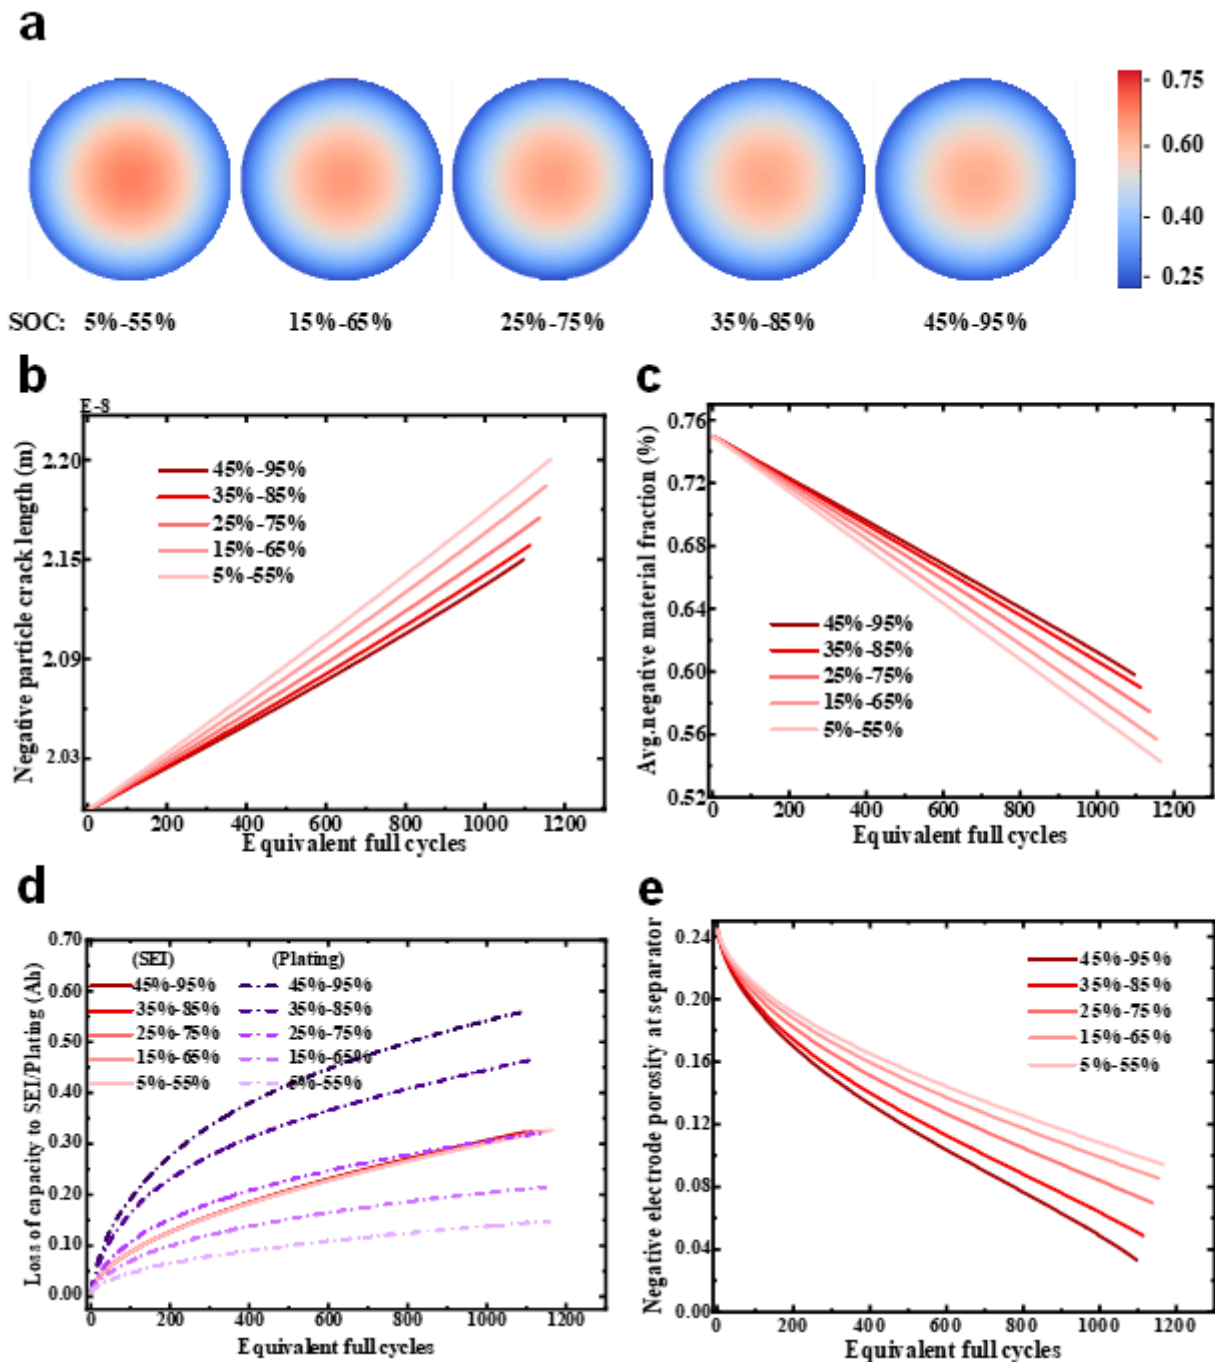 a
0.75
0.60
0.40
0.25
SOC: 5%-55% 15%-65% 25%-75% 35%-85% 45%-95%
b
E-8
Negative particle crack length (m)
2.20
2.15
2.09
2.03
45%-95%
35%-85%
25%-75%
15%-65%
5%-55%
0 200 400 600 800 1000 1200
Equivalent full cycles
c
Avg.negative material fraction (%)
0.76
0.72
0.68
0.64
0.60
0.56
0.52
45%-95%
35%-85%
25%-75%
15%-65%
5%-55%
0 200 400 600 800 1000 1200
Equivalent full cycles
d
Loss of capacity to SEI/Plating (Ah)
0.70
0.60
0.50
0.40
0.30
0.20
0.10
0.00
(SEI) (Plating)
45%-95% 45%-95%
35%-85% 35%-85%
25%-75% 25%-75%
15%-65% 15%-65%
5%-55% 5%-55%
0 200 400 600 800 1000 1200
Equivalent full cycles
e
Negative electrode porosity at separator
0.24
0.20
0.16
0.12
0.08
0.04
0.00
45%-95%
35%-85%
25%-75%
15%-65%
5%-55%
0 200 400 600 800 1000 1200
Equivalent full cycles